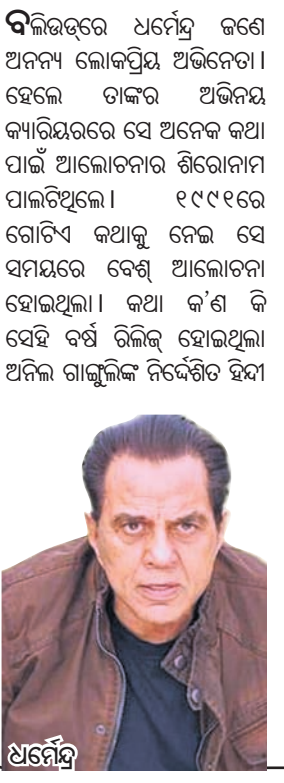 ବଲିଉଡ୍‌ରେ ଧର୍ମେନ୍ଦ୍ର ଜଣେ
ଅନନ୍ୟ ଲୋକପ୍ରିୟ ଅଭିନେତା।
ହେଲେ ତାଙ୍କର ଅଭିନୟ
କ୍ୟାରିୟରରେ ସେ ଅନେକ କଥା
ପାଇଁ ଆଲୋଚନାର ଶିରୋନାମ
ପାଲଟିଥିଲେ। ୧୯୯୧ରେ
ଗୋଟିଏ କଥାକୁ ନେଇ ସେ
ସମୟରେ ବେଶ୍ ଆଲୋଚନା
ହୋଇଥିଲା। କଥା କ'ଣ କି
ସେହି ବର୍ଷ ରିଲିଜ୍ ହୋଇଥିଲା
ଅନିଲ ଗାଙ୍ଗୁଲିଙ୍କ ନିର୍ଦ୍ଦେଶିତ ହିନ୍ଦୀ
ଧର୍ମେନ୍ଦ୍ର